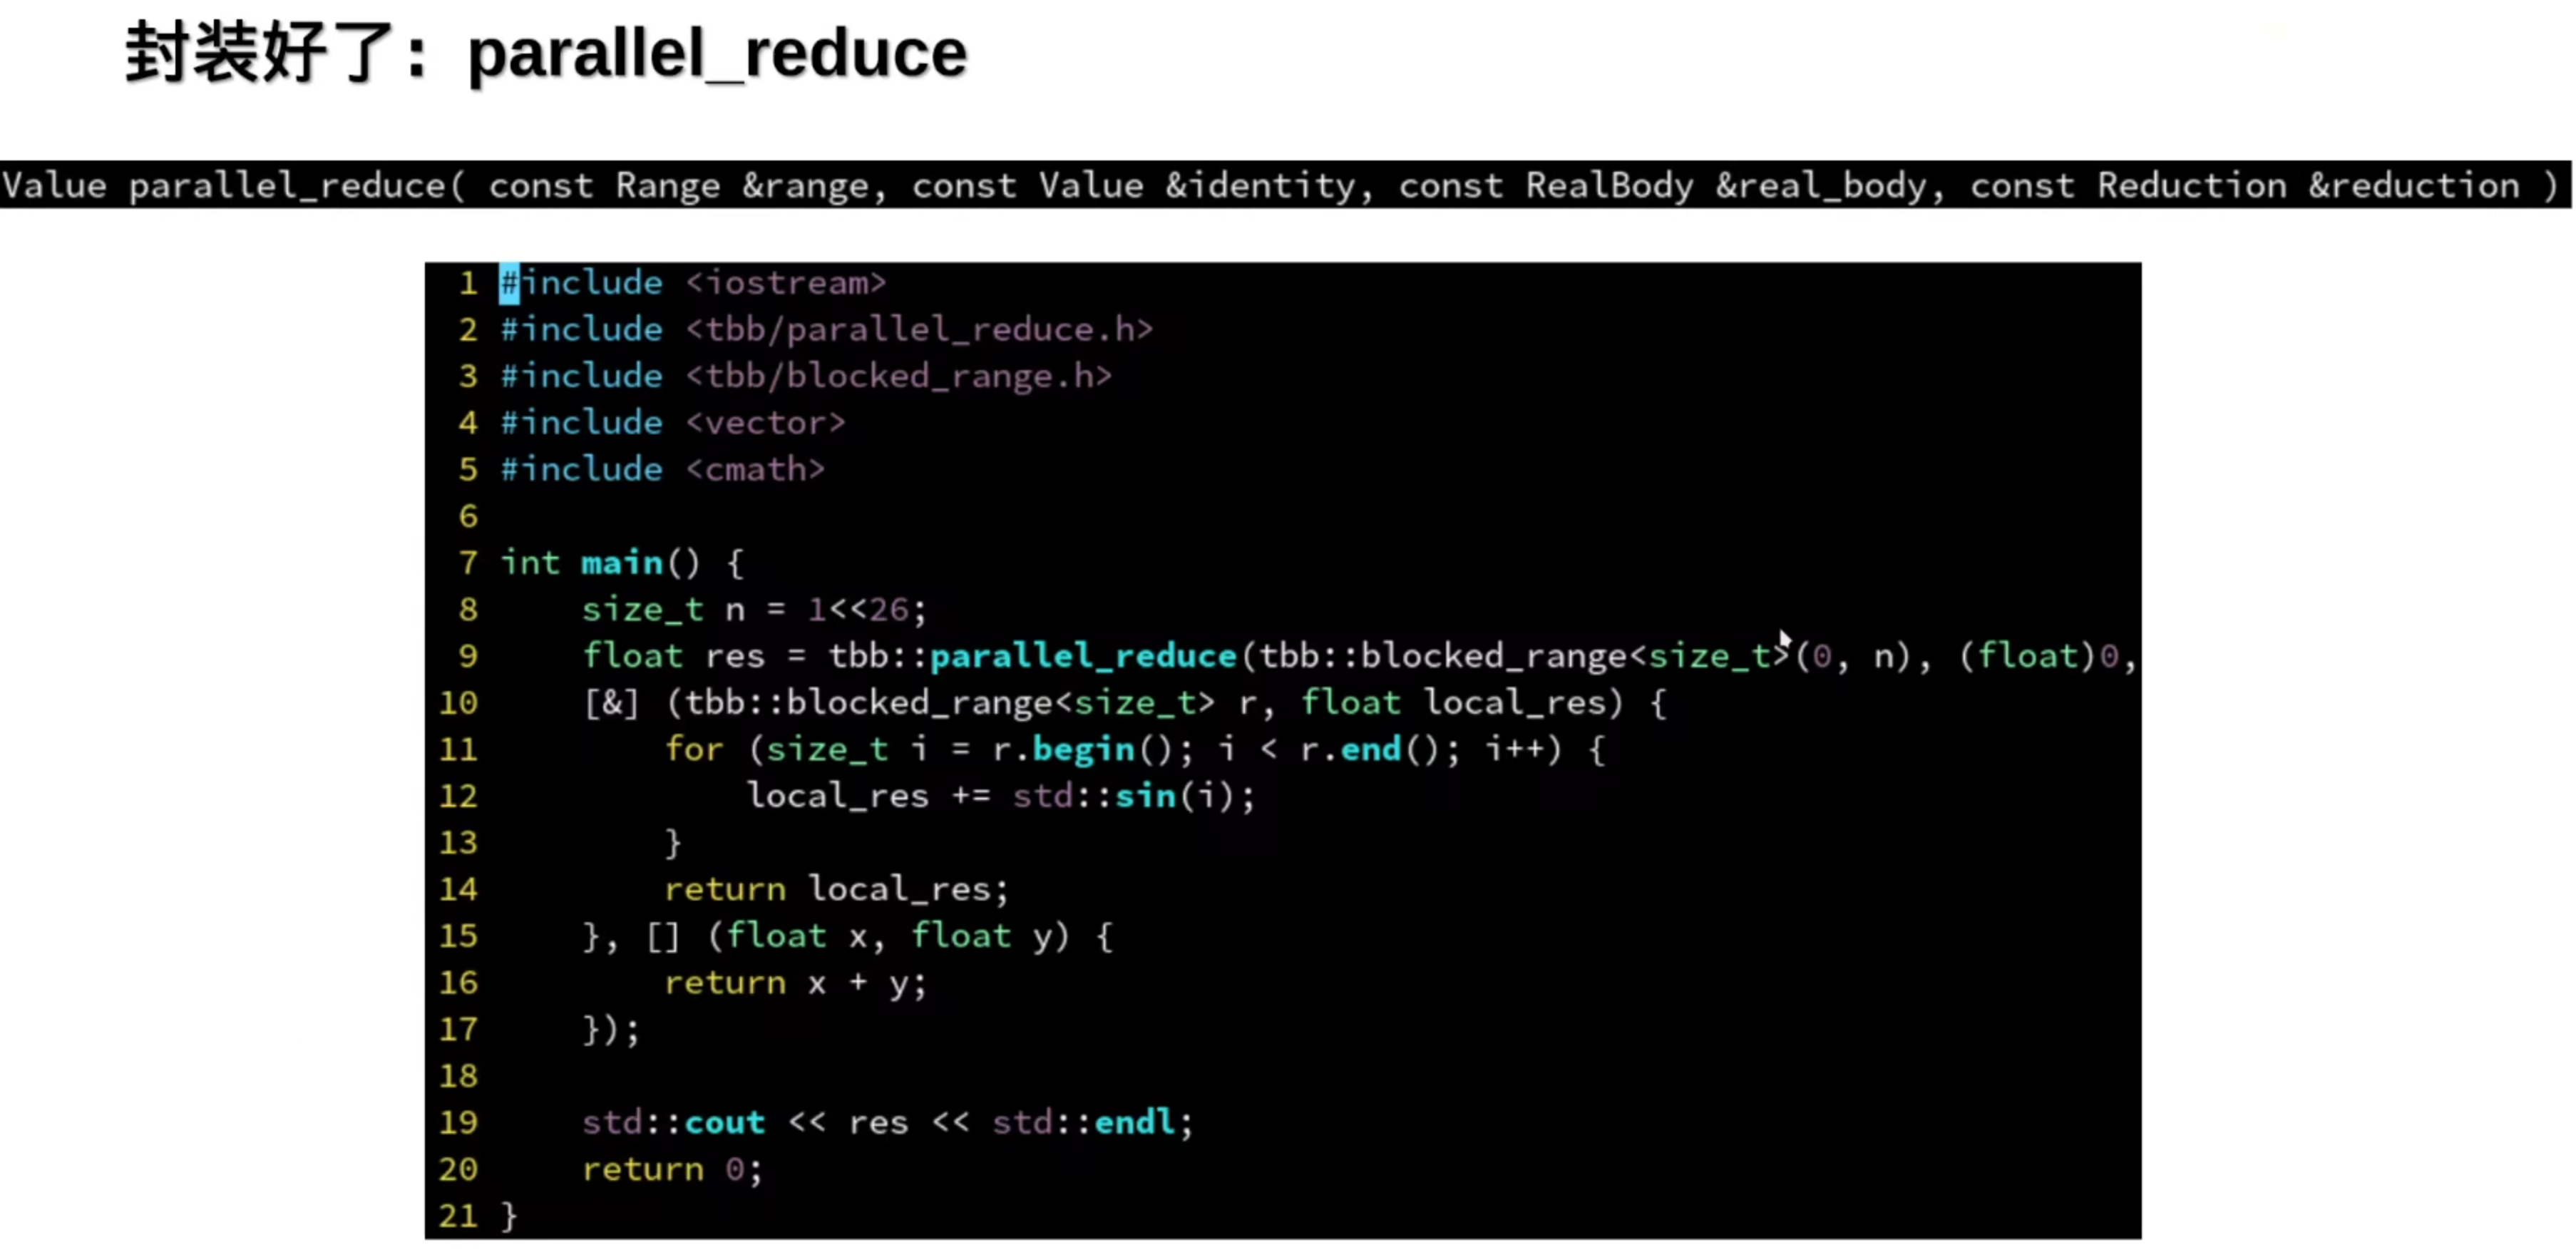 封装好了：parallel_reduce
Value parallel_reduce( const Range &range, const Value &identity, const RealBody &real_body, const Reduction &reduction )
1 #include <iostream>
2 #include <tbb/parallel_reduce.h>
3 #include <tbb/blocked_range.h>
4 #include <vector>
5 #include <cmath>
6
7 int main() {
8     size_t n = 1<<26;
9     float res = tbb::parallel_reduce(tbb::blocked_range<size_t>(0, n), (float)0,
10     [&] (tbb::blocked_range<size_t> r, float local_res) {
11         for (size_t i = r.begin(); i < r.end(); i++) {
12             local_res += std::sin(i);
13         }
14         return local_res;
15     }, [] (float x, float y) {
16         return x + y;
17     });
18
19     std::cout << res << std::endl;
20     return 0;
21 }